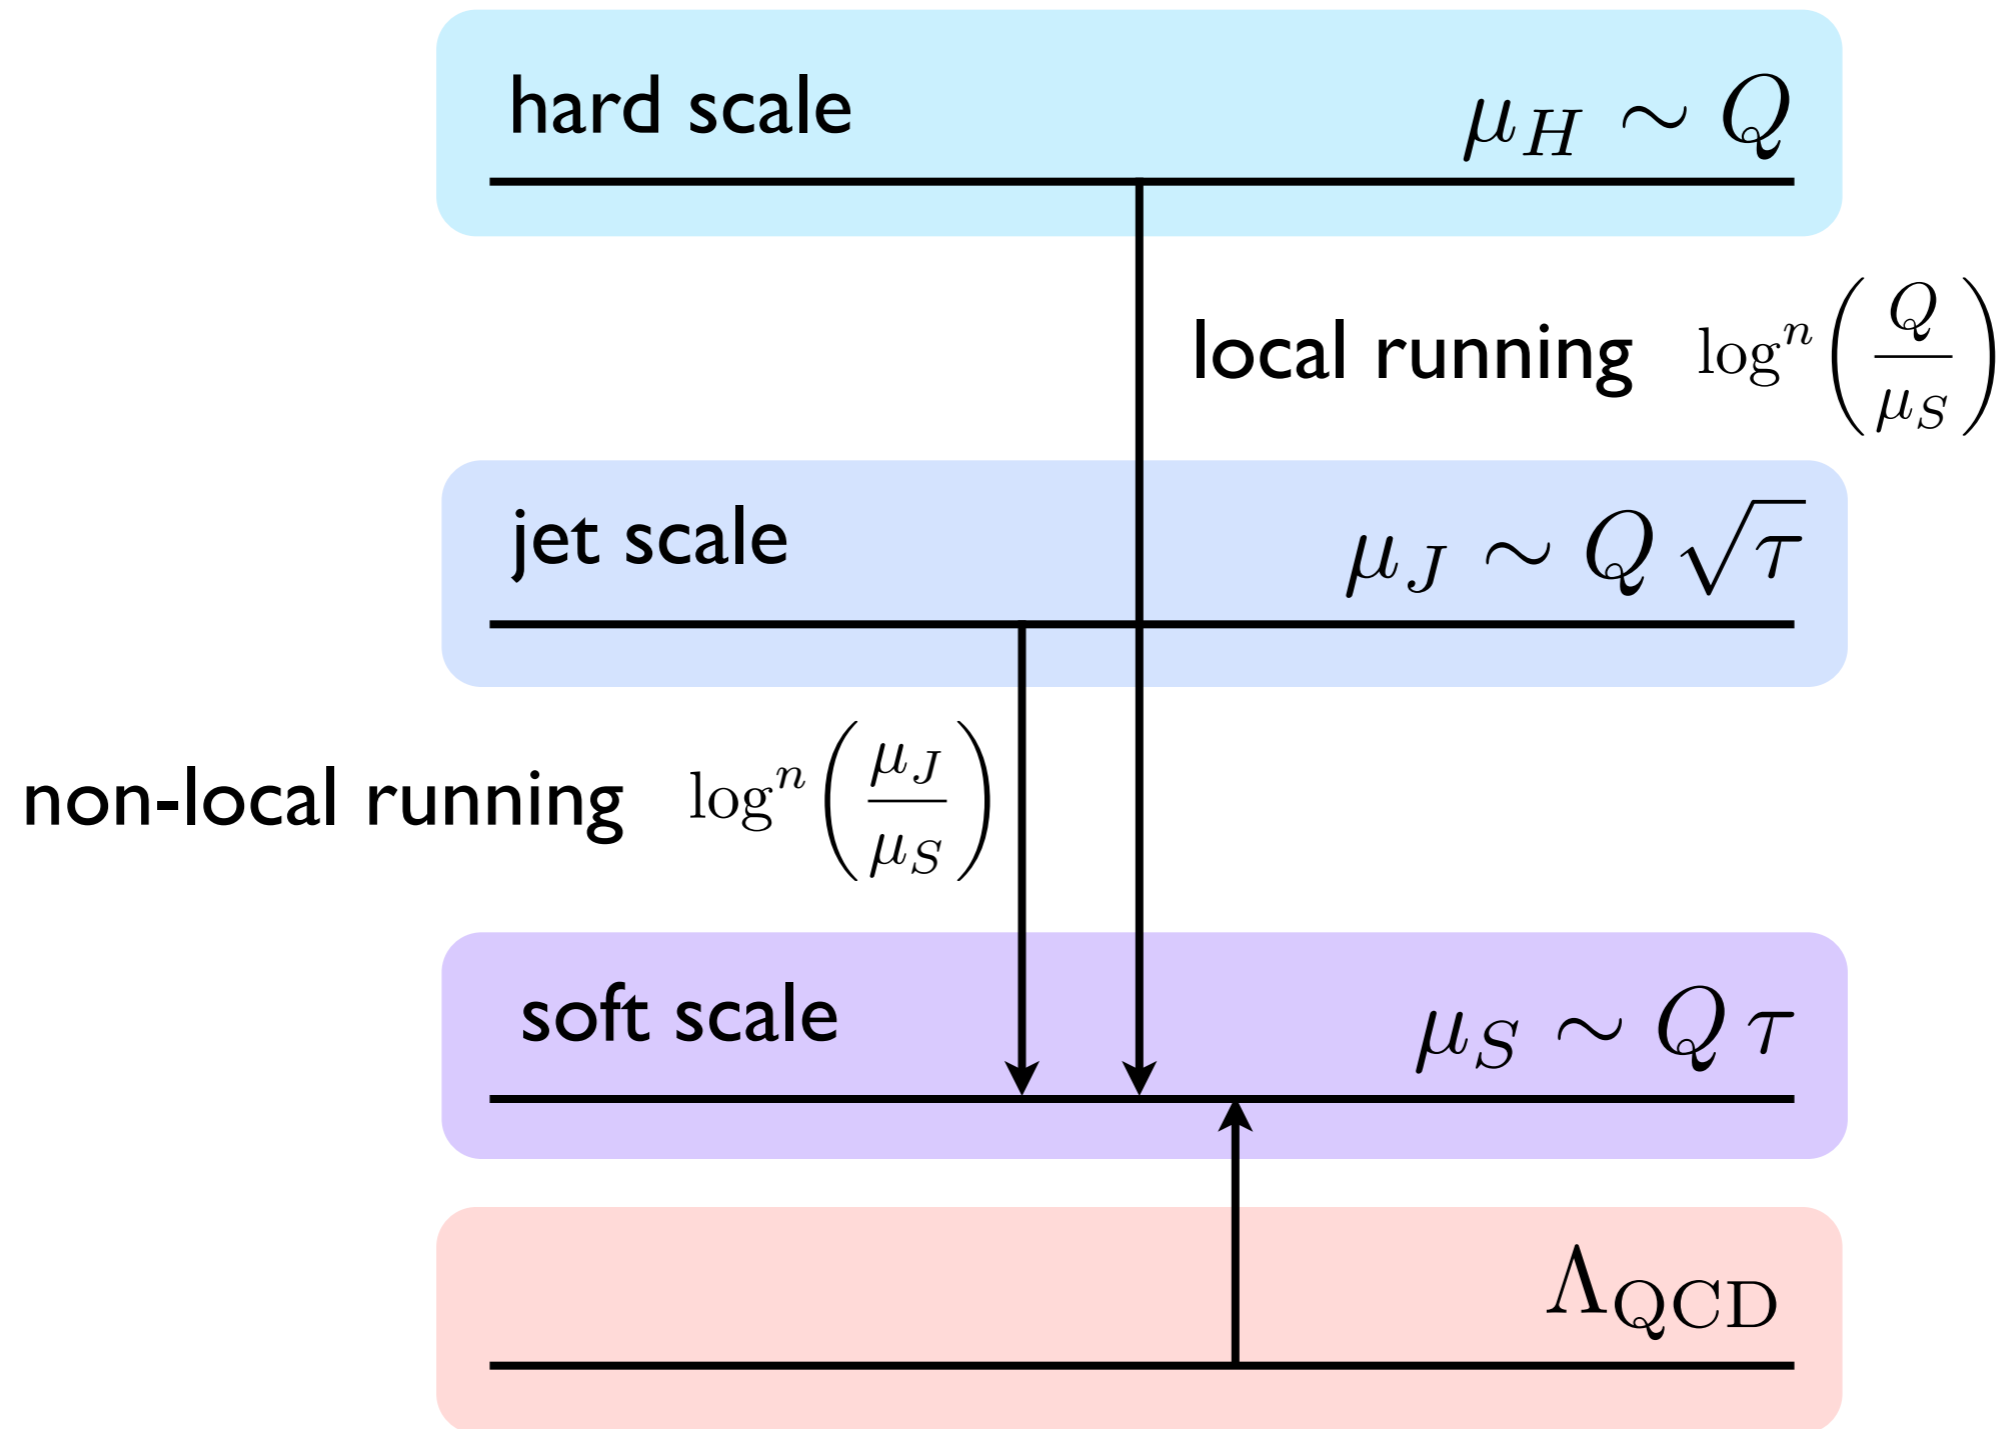 hard scale μ_H ∼ Q
local running log^n(Q/μ_S)
jet scale μ_J ∼ Q √τ
non-local running log^n(μ_J/μ_S)
soft scale μ_S ∼ Q τ
Λ_QCD